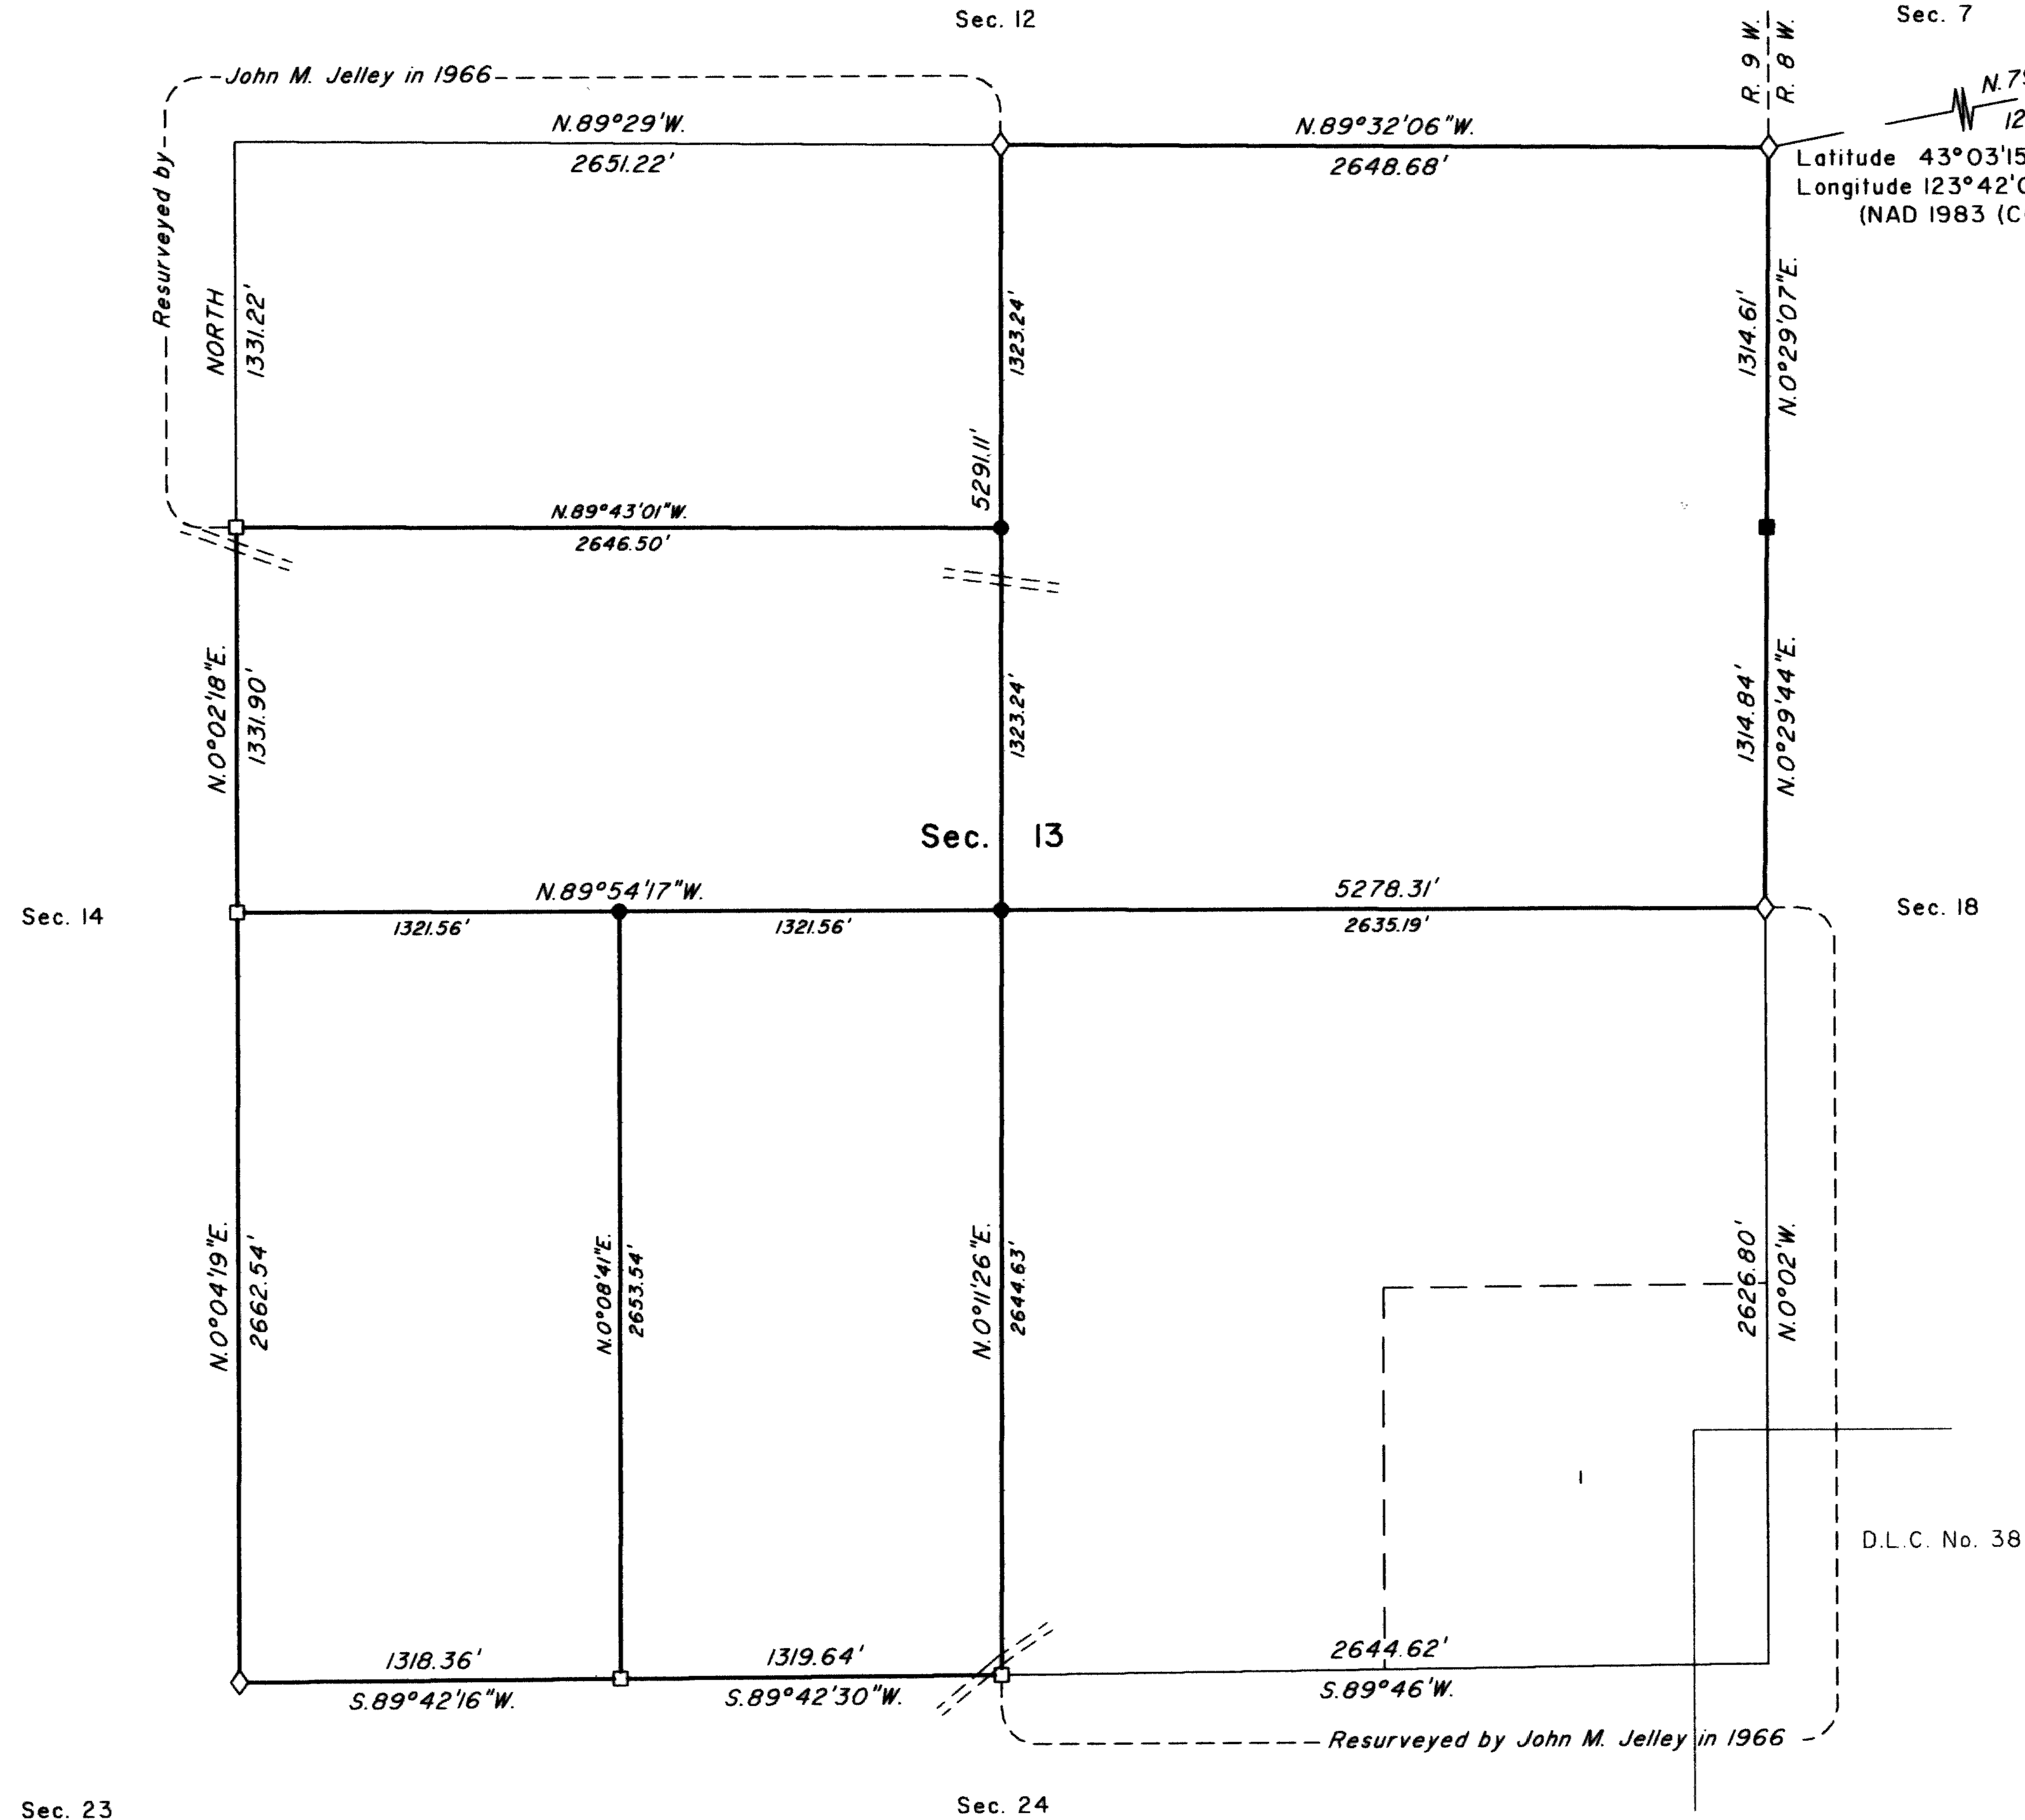 Sec. 12
Sec. 7
R. 9 W.
R. 8 W.
John M. Jelley in 1966
Resurveyed by
N. 89°29'W.
2651.22'
N. 89°32'06"W.
2648.68'
12
Latitude 43°03'15
Longitude 123°42'0
(NAD 1983 (C
NORTH
1331.22'
1323.24'
5291.11'
1314.61'
N. 0°29'07"E.
N. 89°43'01"W.
2646.50'
N. 0°02'18"E.
1331.90'
1323.24'
1314.84'
N. 0°29'44"E.
Sec. 13
Sec. 14
N. 89°54'17"W.
5278.31'
1321.56'
1321.56'
2635.19'
Sec. 18
N. 0°04'19"E.
2662.54'
N. 0°08'41"E.
2653.54'
N. 0°11'26"E.
2644.63'
2626.80'
N. 0°02'W.
D.L.C. No. 38
1318.36'
1319.64'
2644.62'
S. 89°42'16"W.
S. 89°42'30"W.
S. 89°46'W.
Resurveyed by John M. Jelley in 1966
Sec. 23
Sec. 24